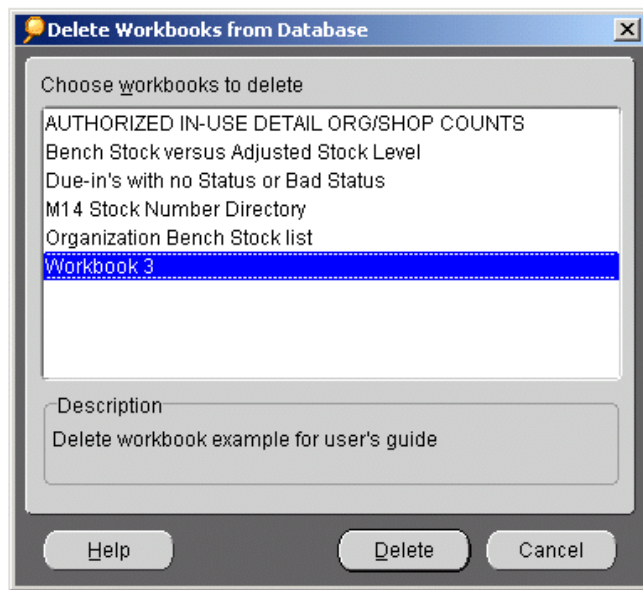 Delete Workbooks from Database
Choose workbooks to delete
AUTHORIZED IN-USE DETAIL ORG/SHOP COUNTS
Bench Stock versus Adjusted Stock Level
Due-in's with no Status or Bad Status
M14 Stock Number Directory
Organization Bench Stock list
Workbook 3
Description
Delete workbook example for user's guide
Help Delete Cancel